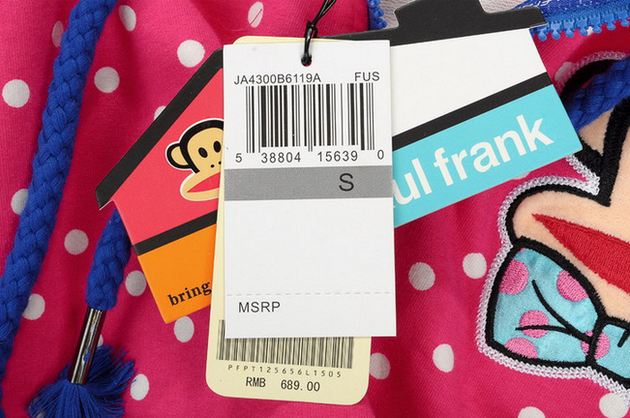 JA4300B6119A FUS
5 38804 15639 0
S
ul frank
bring
MSRP
PFPT125656L1505
RMB 689.00